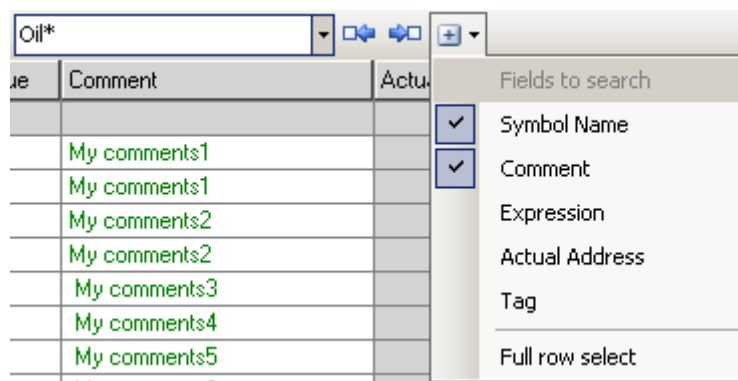 Oil*
ue Comment Actu
Fields to search
Symbol Name
My comments1
Comment
My comments1
Expression
My comments2
Actual Address
My comments2
Tag
My comments3
My comments4
Full row select
My comments5